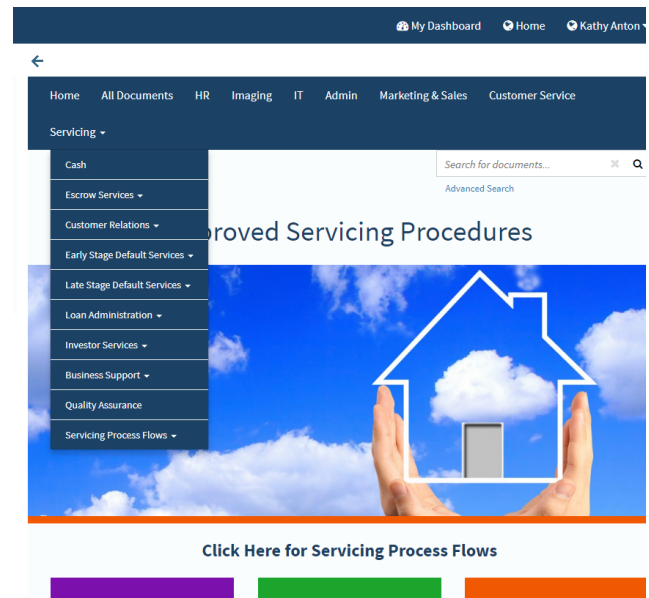 My Dashboard Home Kathy Anton
Home All Documents HR Imaging IT Admin Marketing & Sales Customer Service
Servicing
Search for documents...
Advanced Search
Cash
Escrow Services
Customer Relations
Early Stage Default Services
Late Stage Default Services
Loan Administration
Investor Services
Business Support
Quality Assurance
Servicing Process Flows
roved Servicing Procedures
Click Here for Servicing Process Flows